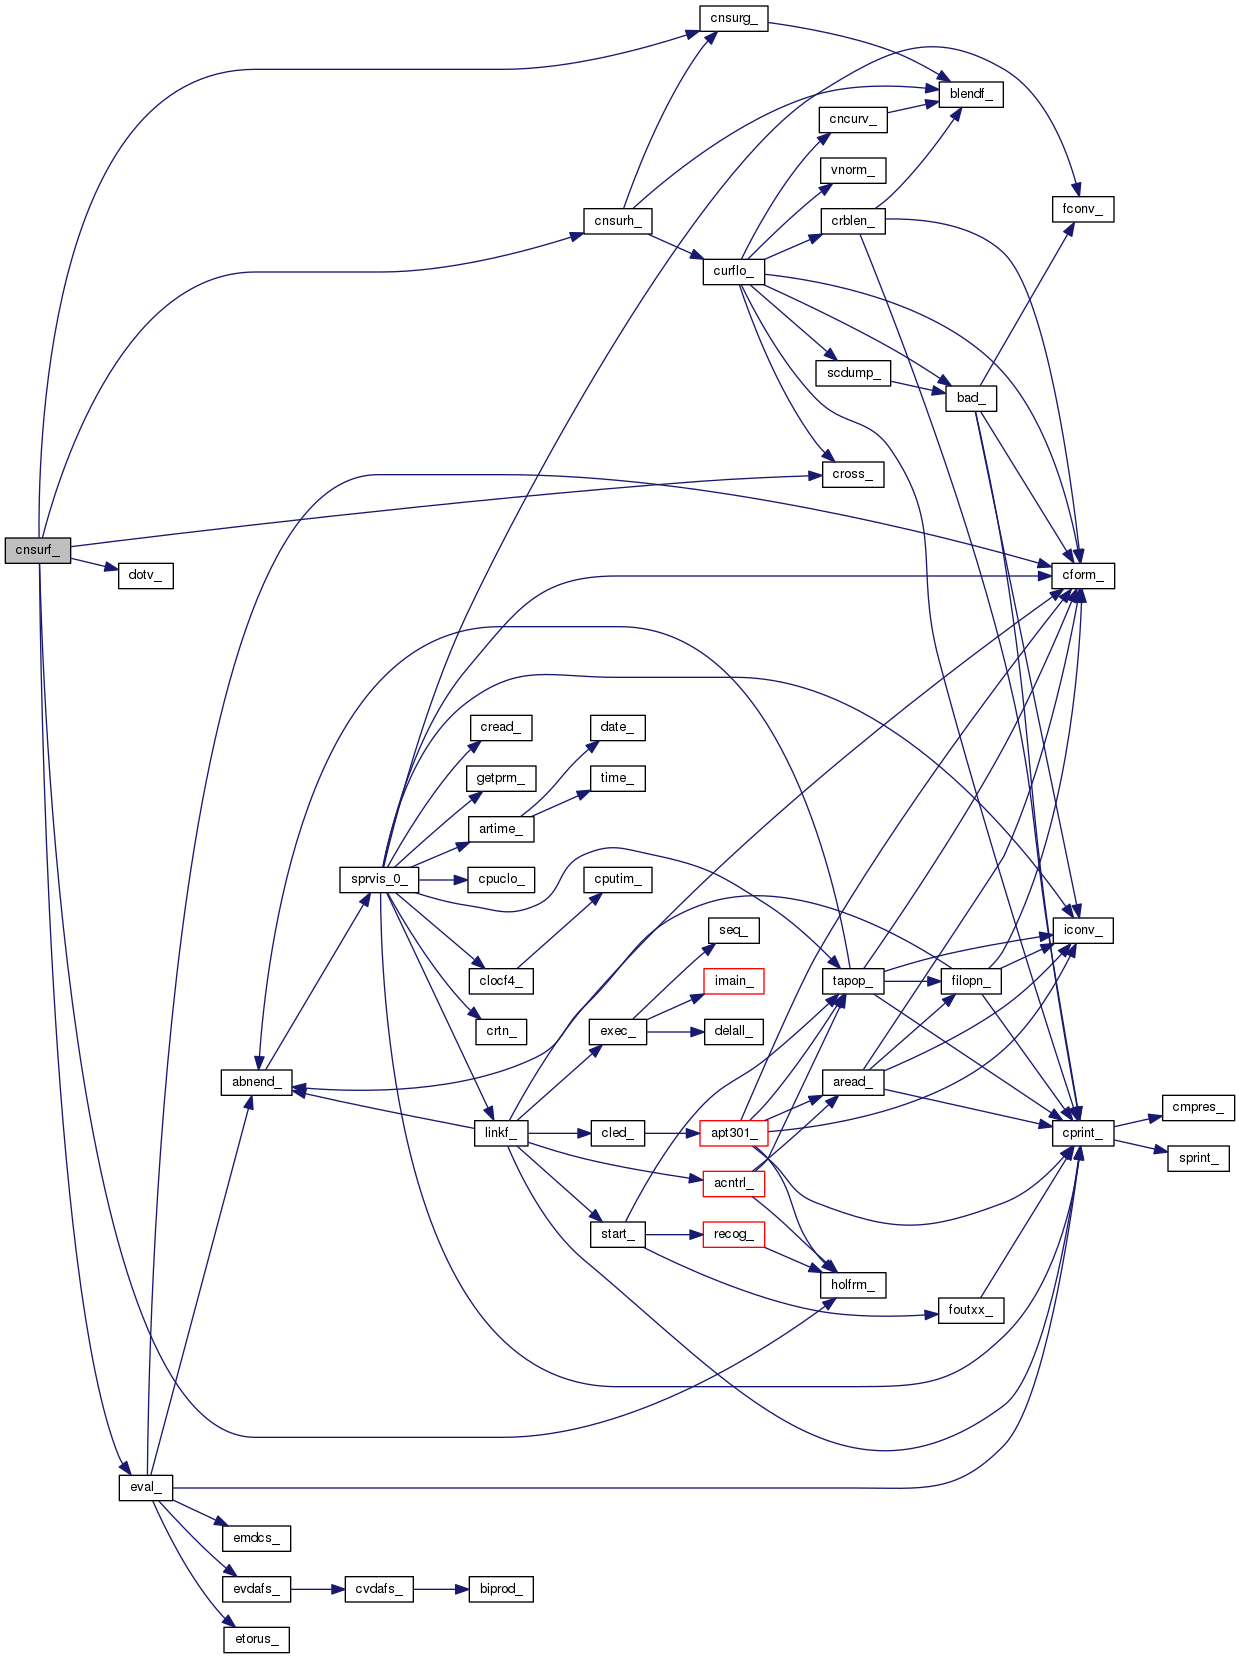 cnsurg_
blendf_
cncurv_
vnorm_
fconv_
cnsurh_
crblen_
curflo_
scdump_
bad_
cross_
cnsurf_
dotv_
cform_
cread_
date_
getprm_
time_
artime_
sprvis_0_
cpuclo_
cputim_
seq_
iconv_
clocf4_
imain_
tapop_
filopn_
crtn_
exec_
delall_
abnend_
aread_
cmpres_
linkf_
cled_
apt301_
cprint_
sprint_
acntrl_
start_
recog_
holfrm_
foutxx_
eval_
emdcs_
evdafs_
cvdafs_
biprod_
etorus_